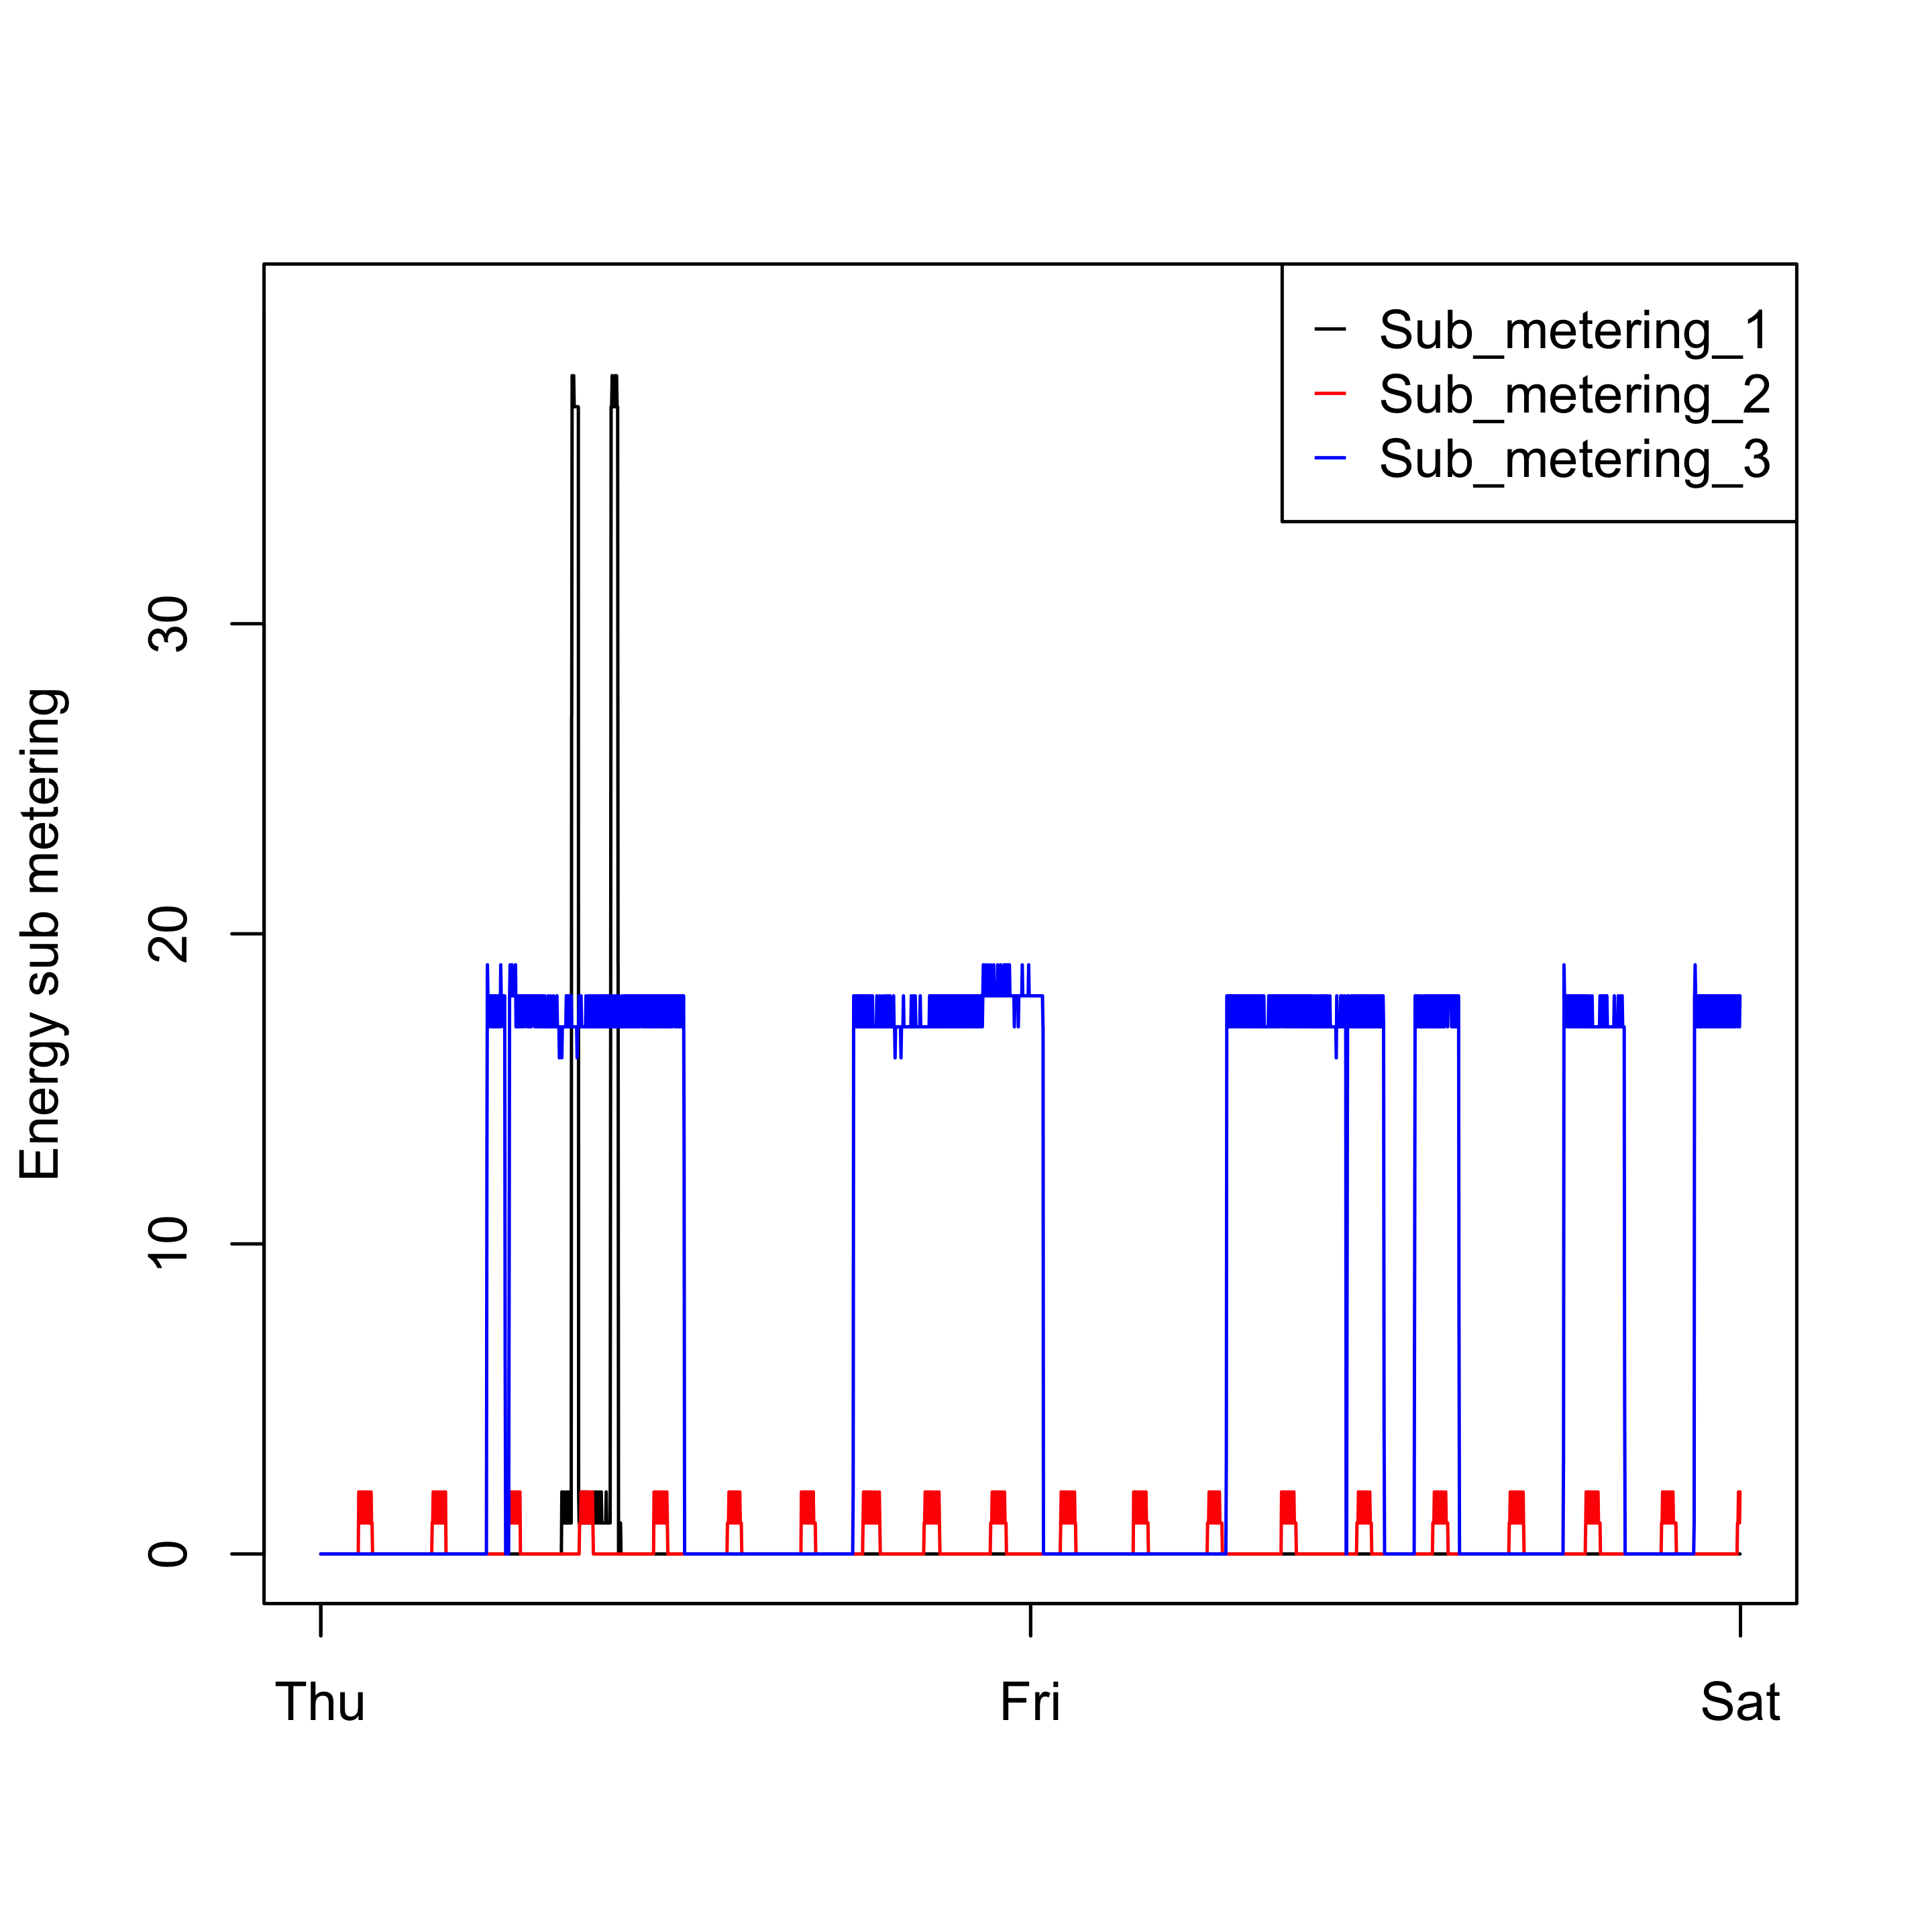 Sub_metering_1
Sub_metering_2
Sub_metering_3
Energy sub metering
30
20
10
0
Thu Fri Sat